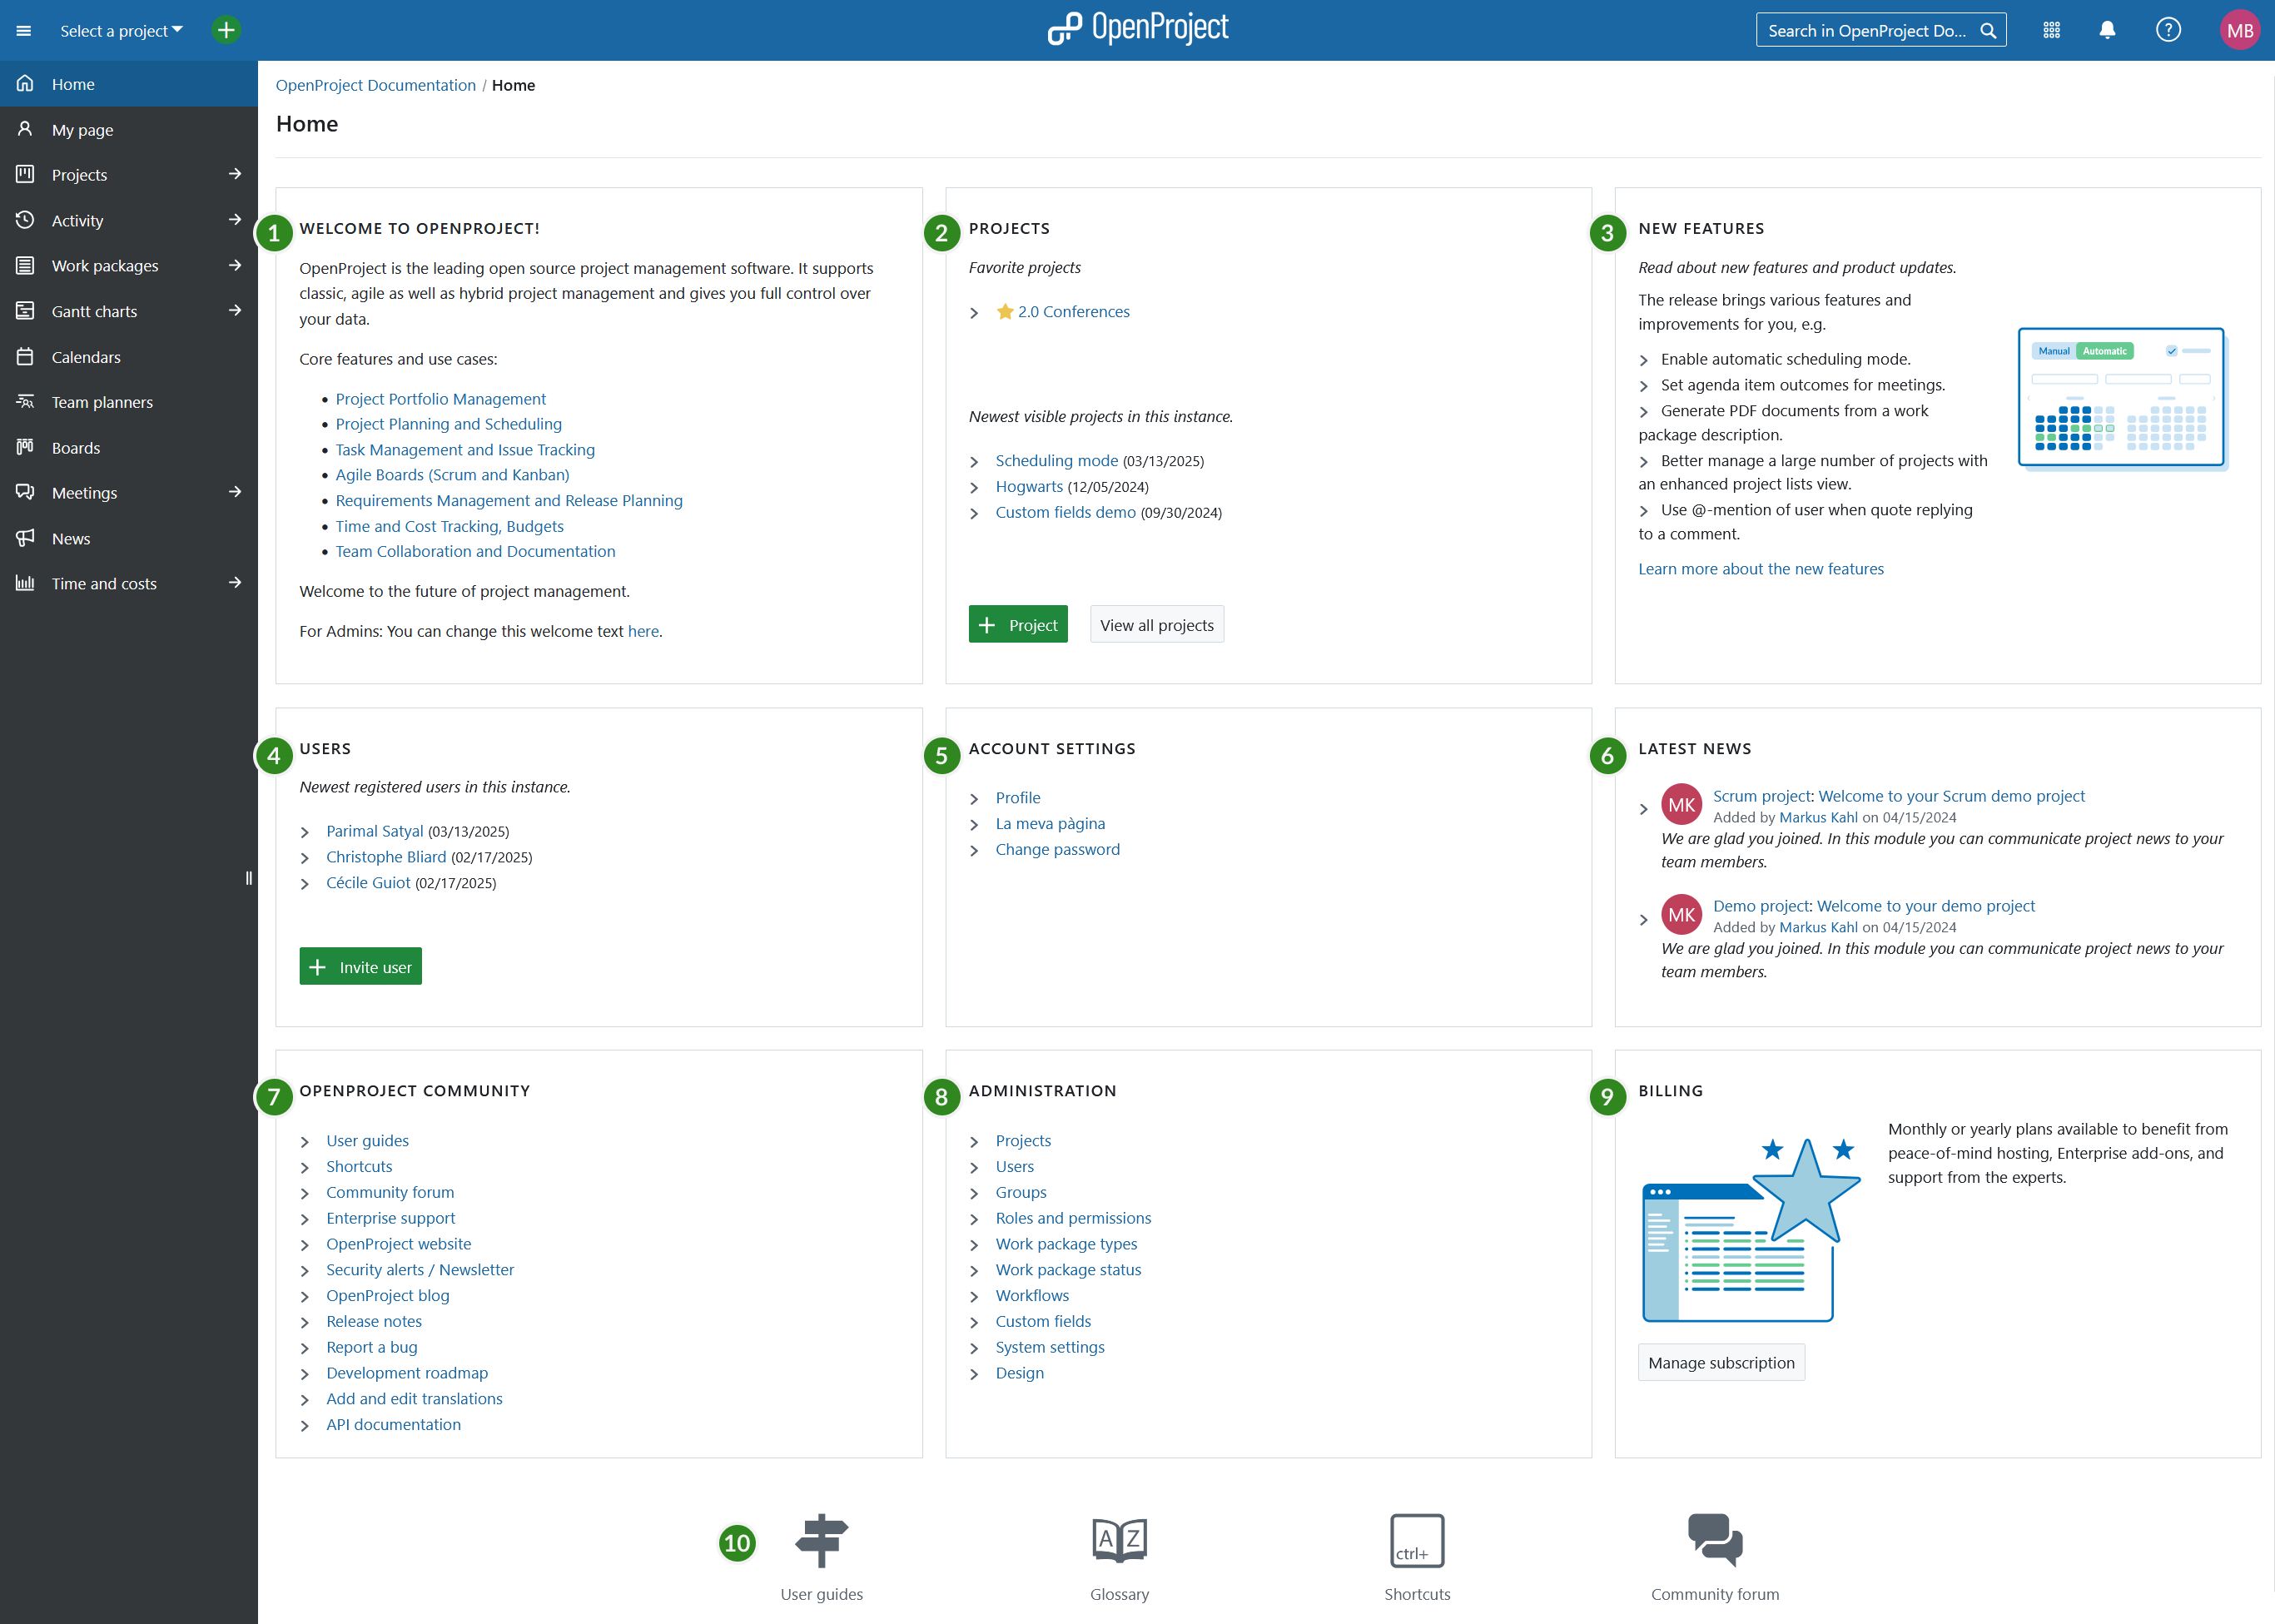 Select a project
OpenProject
Search in OpenProject Do...
MB
Home
My page
Projects
Activity
Work packages
Gantt charts
Calendars
Team planners
Boards
Meetings
News
Time and costs
OpenProject Documentation / Home
Home
1
WELCOME TO OPENPROJECT!
OpenProject is the leading open source project management software. It supports
classic, agile as well as hybrid project management and gives you full control over
your data.
Core features and use cases:
Project Portfolio Management
Project Planning and Scheduling
Task Management and Issue Tracking
Agile Boards (Scrum and Kanban)
Requirements Management and Release Planning
Time and Cost Tracking, Budgets
Team Collaboration and Documentation
Welcome to the future of project management.
For Admins: You can change this welcome text here.
2
PROJECTS
Favorite projects
2.0 Conferences
Newest visible projects in this instance.
Scheduling mode (03/13/2025)
Hogwarts (12/05/2024)
Custom fields demo (09/30/2024)
Project
View all projects
3
NEW FEATURES
Read about new features and product updates.
The release brings various features and
improvements for you, e.g.
Enable automatic scheduling mode.
Set agenda item outcomes for meetings.
Generate PDF documents from a work
package description.
Better manage a large number of projects with
an enhanced project lists view.
Use @-mention of user when quote replying
to a comment.
Learn more about the new features
Manual Automatic
4
USERS
Newest registered users in this instance.
Parimal Satyal (03/13/2025)
Christophe Bliard (02/17/2025)
Cécile Guiot (02/17/2025)
Invite user
5
ACCOUNT SETTINGS
Profile
La meva pàgina
Change password
6
LATEST NEWS
MK
Scrum project: Welcome to your Scrum demo project
Added by Markus Kahl on 04/15/2024
We are glad you joined. In this module you can communicate project news to your
team members.
MK
Demo project: Welcome to your demo project
Added by Markus Kahl on 04/15/2024
We are glad you joined. In this module you can communicate project news to your
team members.
7
OPENPROJECT COMMUNITY
User guides
Shortcuts
Community forum
Enterprise support
OpenProject website
Security alerts / Newsletter
OpenProject blog
Release notes
Report a bug
Development roadmap
Add and edit translations
API documentation
8
ADMINISTRATION
Projects
Users
Groups
Roles and permissions
Work package types
Work package status
Workflows
Custom fields
System settings
Design
9
BILLING
Monthly or yearly plans available to benefit from
peace-of-mind hosting, Enterprise add-ons, and
support from the experts.
Manage subscription
10
User guides
A Z
Glossary
ctrl+
Shortcuts
Community forum